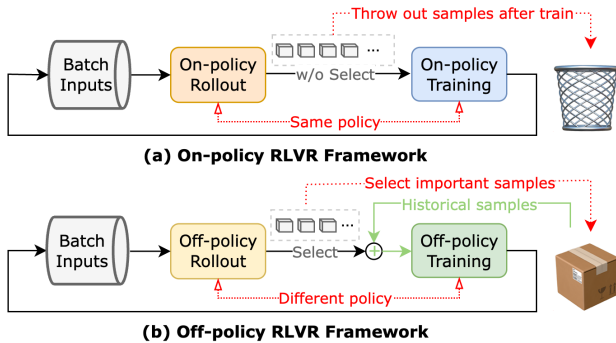 Throw out samples after train
Batch
Inputs
On-policy
Rollout
...
w/o Select
On-policy
Training
Same policy
(a) On-policy RLVR Framework
Select important samples
Historical samples
Batch
Inputs
Off-policy
Rollout
...
Select
Off-policy
Training
Different policy
(b) Off-policy RLVR Framework